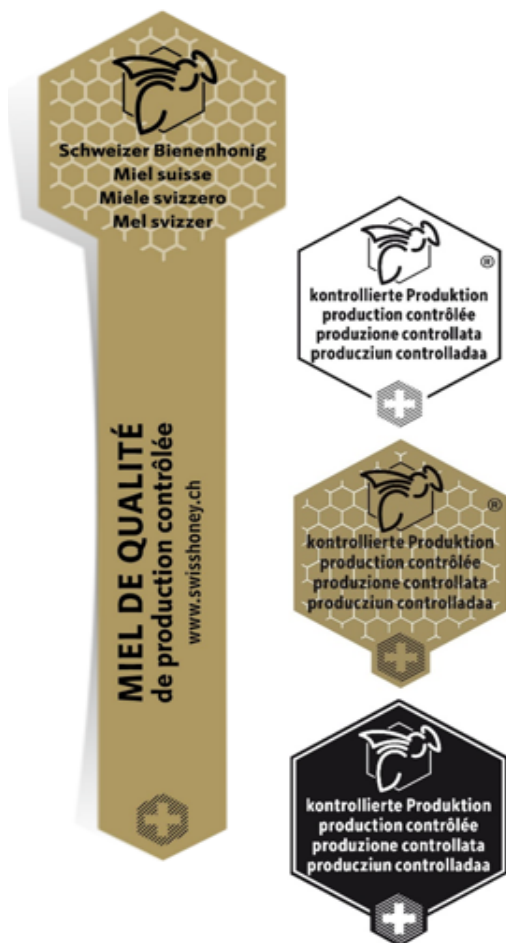 Schweizer Bienenhonig
Miel suisse
Miele svizzero
Mel svizzer
MIEL DE QUALITÉ
de production contrôlée
www.swisshoney.ch
®
kontrollierte Produktion
production contrôlée
produzione controllata
producziun controlladaa
®
kontrollierte Produktion
production contrôlée
produzione controllata
producziun controlladaa
kontrollierte Produktion
production contrôlée
produzione controllata
producziun controlladaa